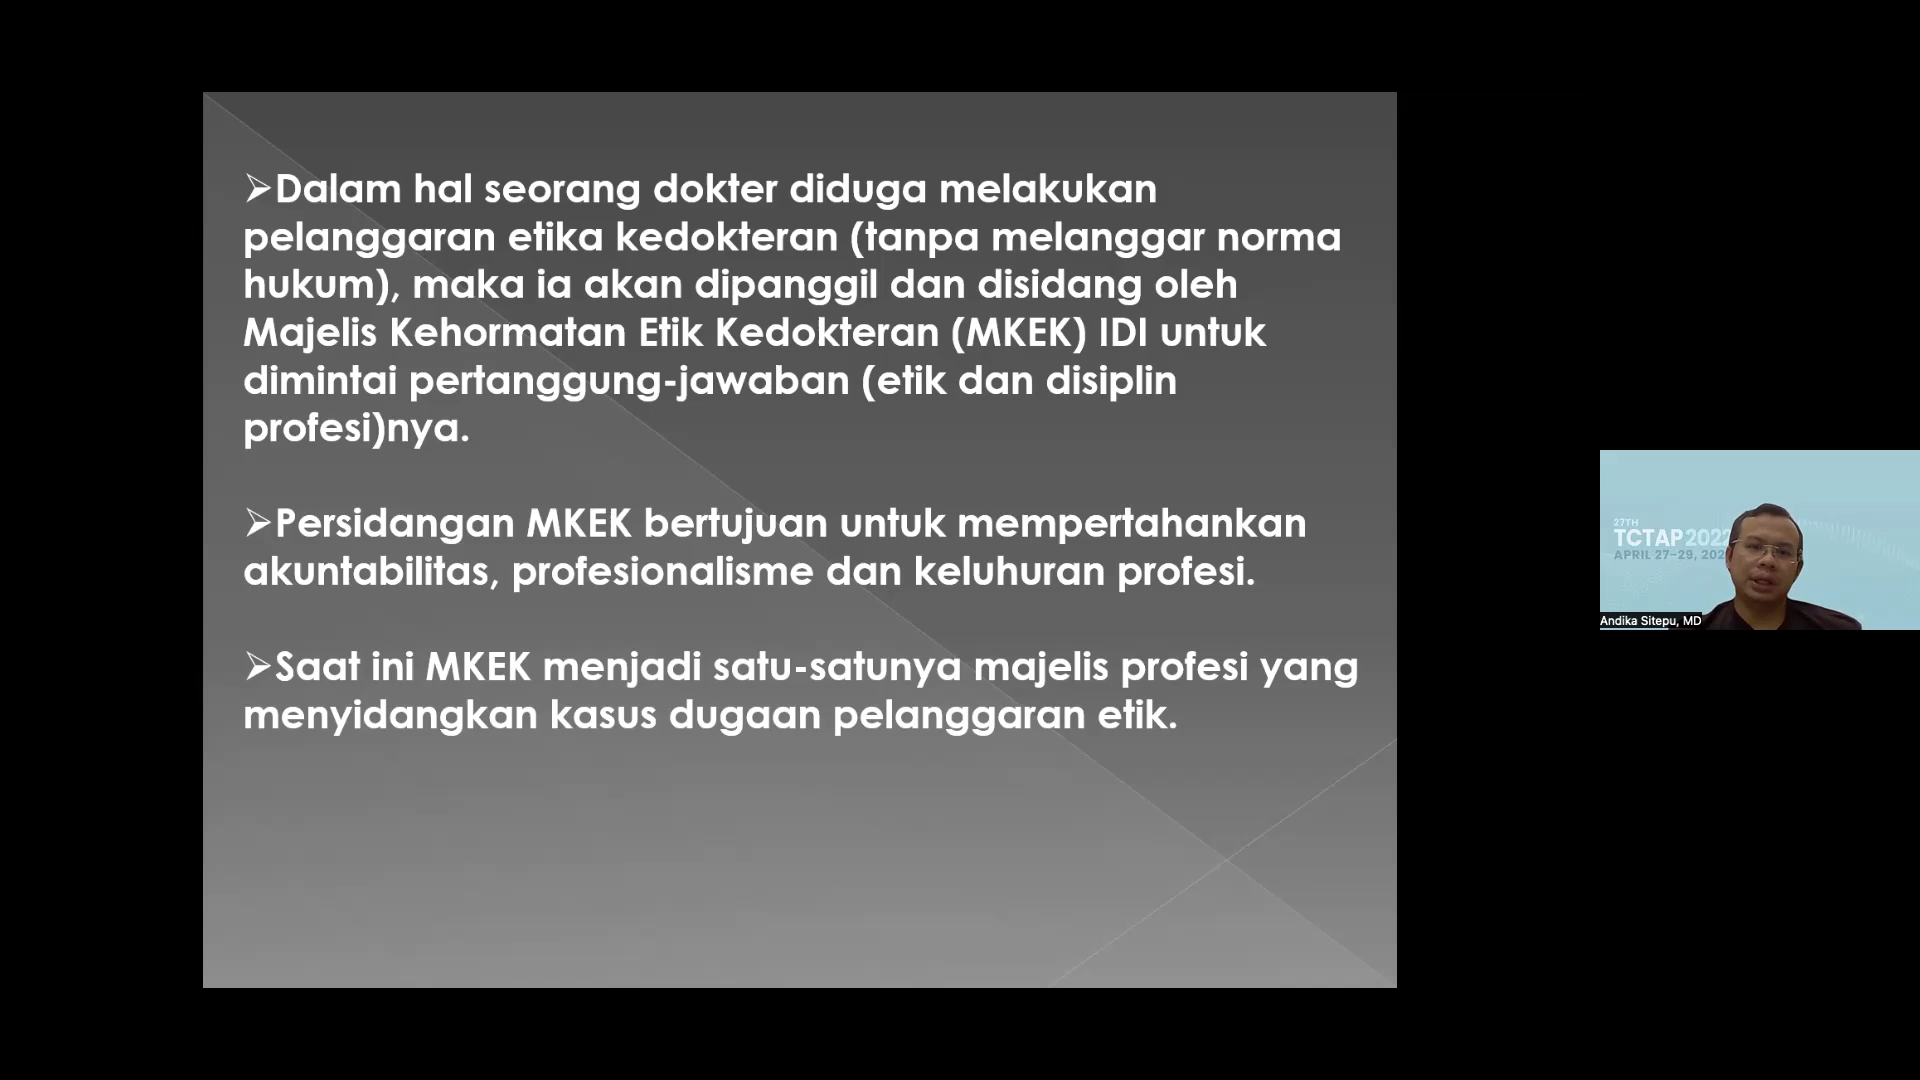 ➢Dalam hal seorang dokter diduga melakukan
pelanggaran etika kedokteran (tanpa melanggar norma
hukum), maka ia akan dipanggil dan disidang oleh
Majelis Kehormatan Etik Kedokteran (MKEK) IDI untuk
dimintai pertanggung-jawaban (etik dan disiplin
profesi)nya.
➢Persidangan MKEK bertujuan untuk mempertahankan
akuntabilitas, profesionalisme dan keluhuran profesi.
➢Saat ini MKEK menjadi satu-satunya majelis profesi yang
menyidangkan kasus dugaan pelanggaran etik.
27TH
TCTAP2022
APRIL 27-29, 202
Andika Sitepu, MD